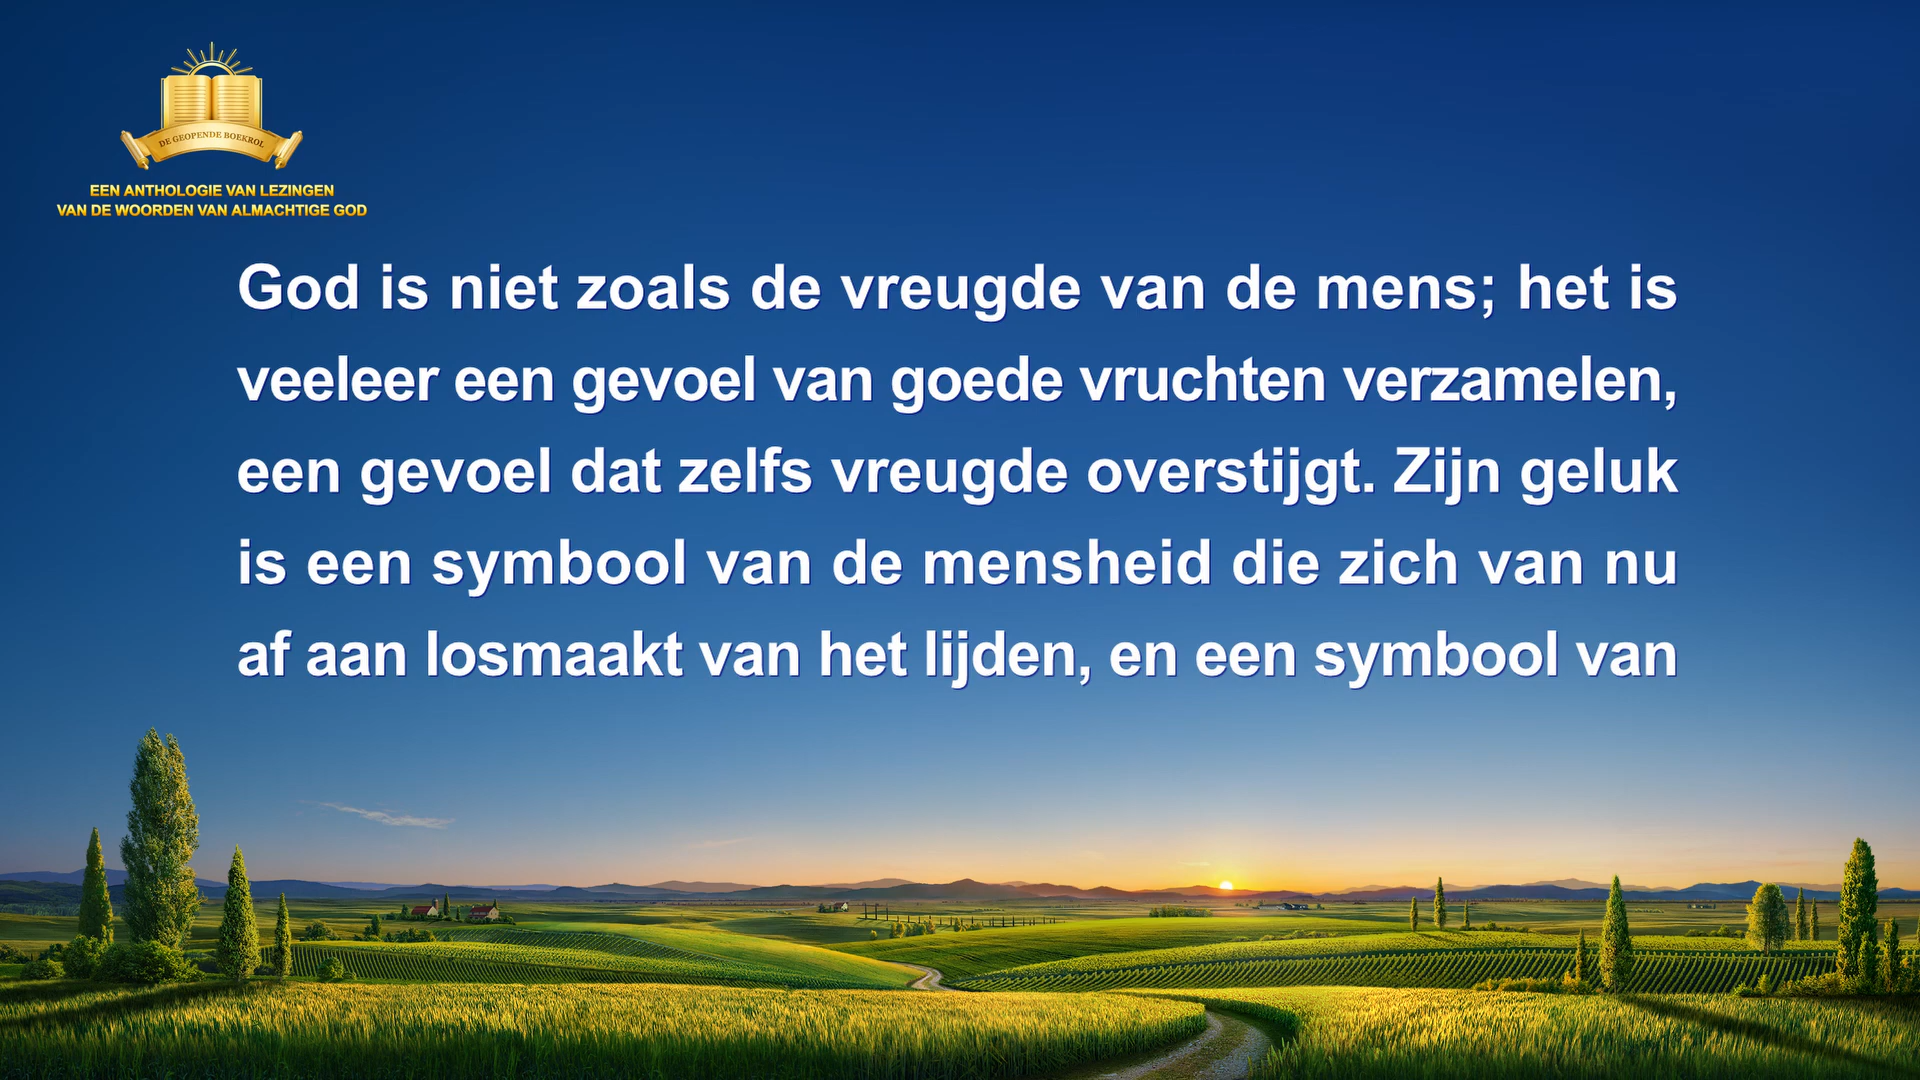 DE GEOPENDE BOEKROL
EEN ANTHOLOGIE VAN LEZINGEN
VAN DE WOORDEN VAN ALMACHTIGE GOD
God is niet zoals de vreugde van de mens; het is
veeleer een gevoel van goede vruchten verzamelen,
een gevoel dat zelfs vreugde overstijgt. Zijn geluk
is een symbool van de mensheid die zich van nu
af aan losmaakt van het lijden, en een symbool van